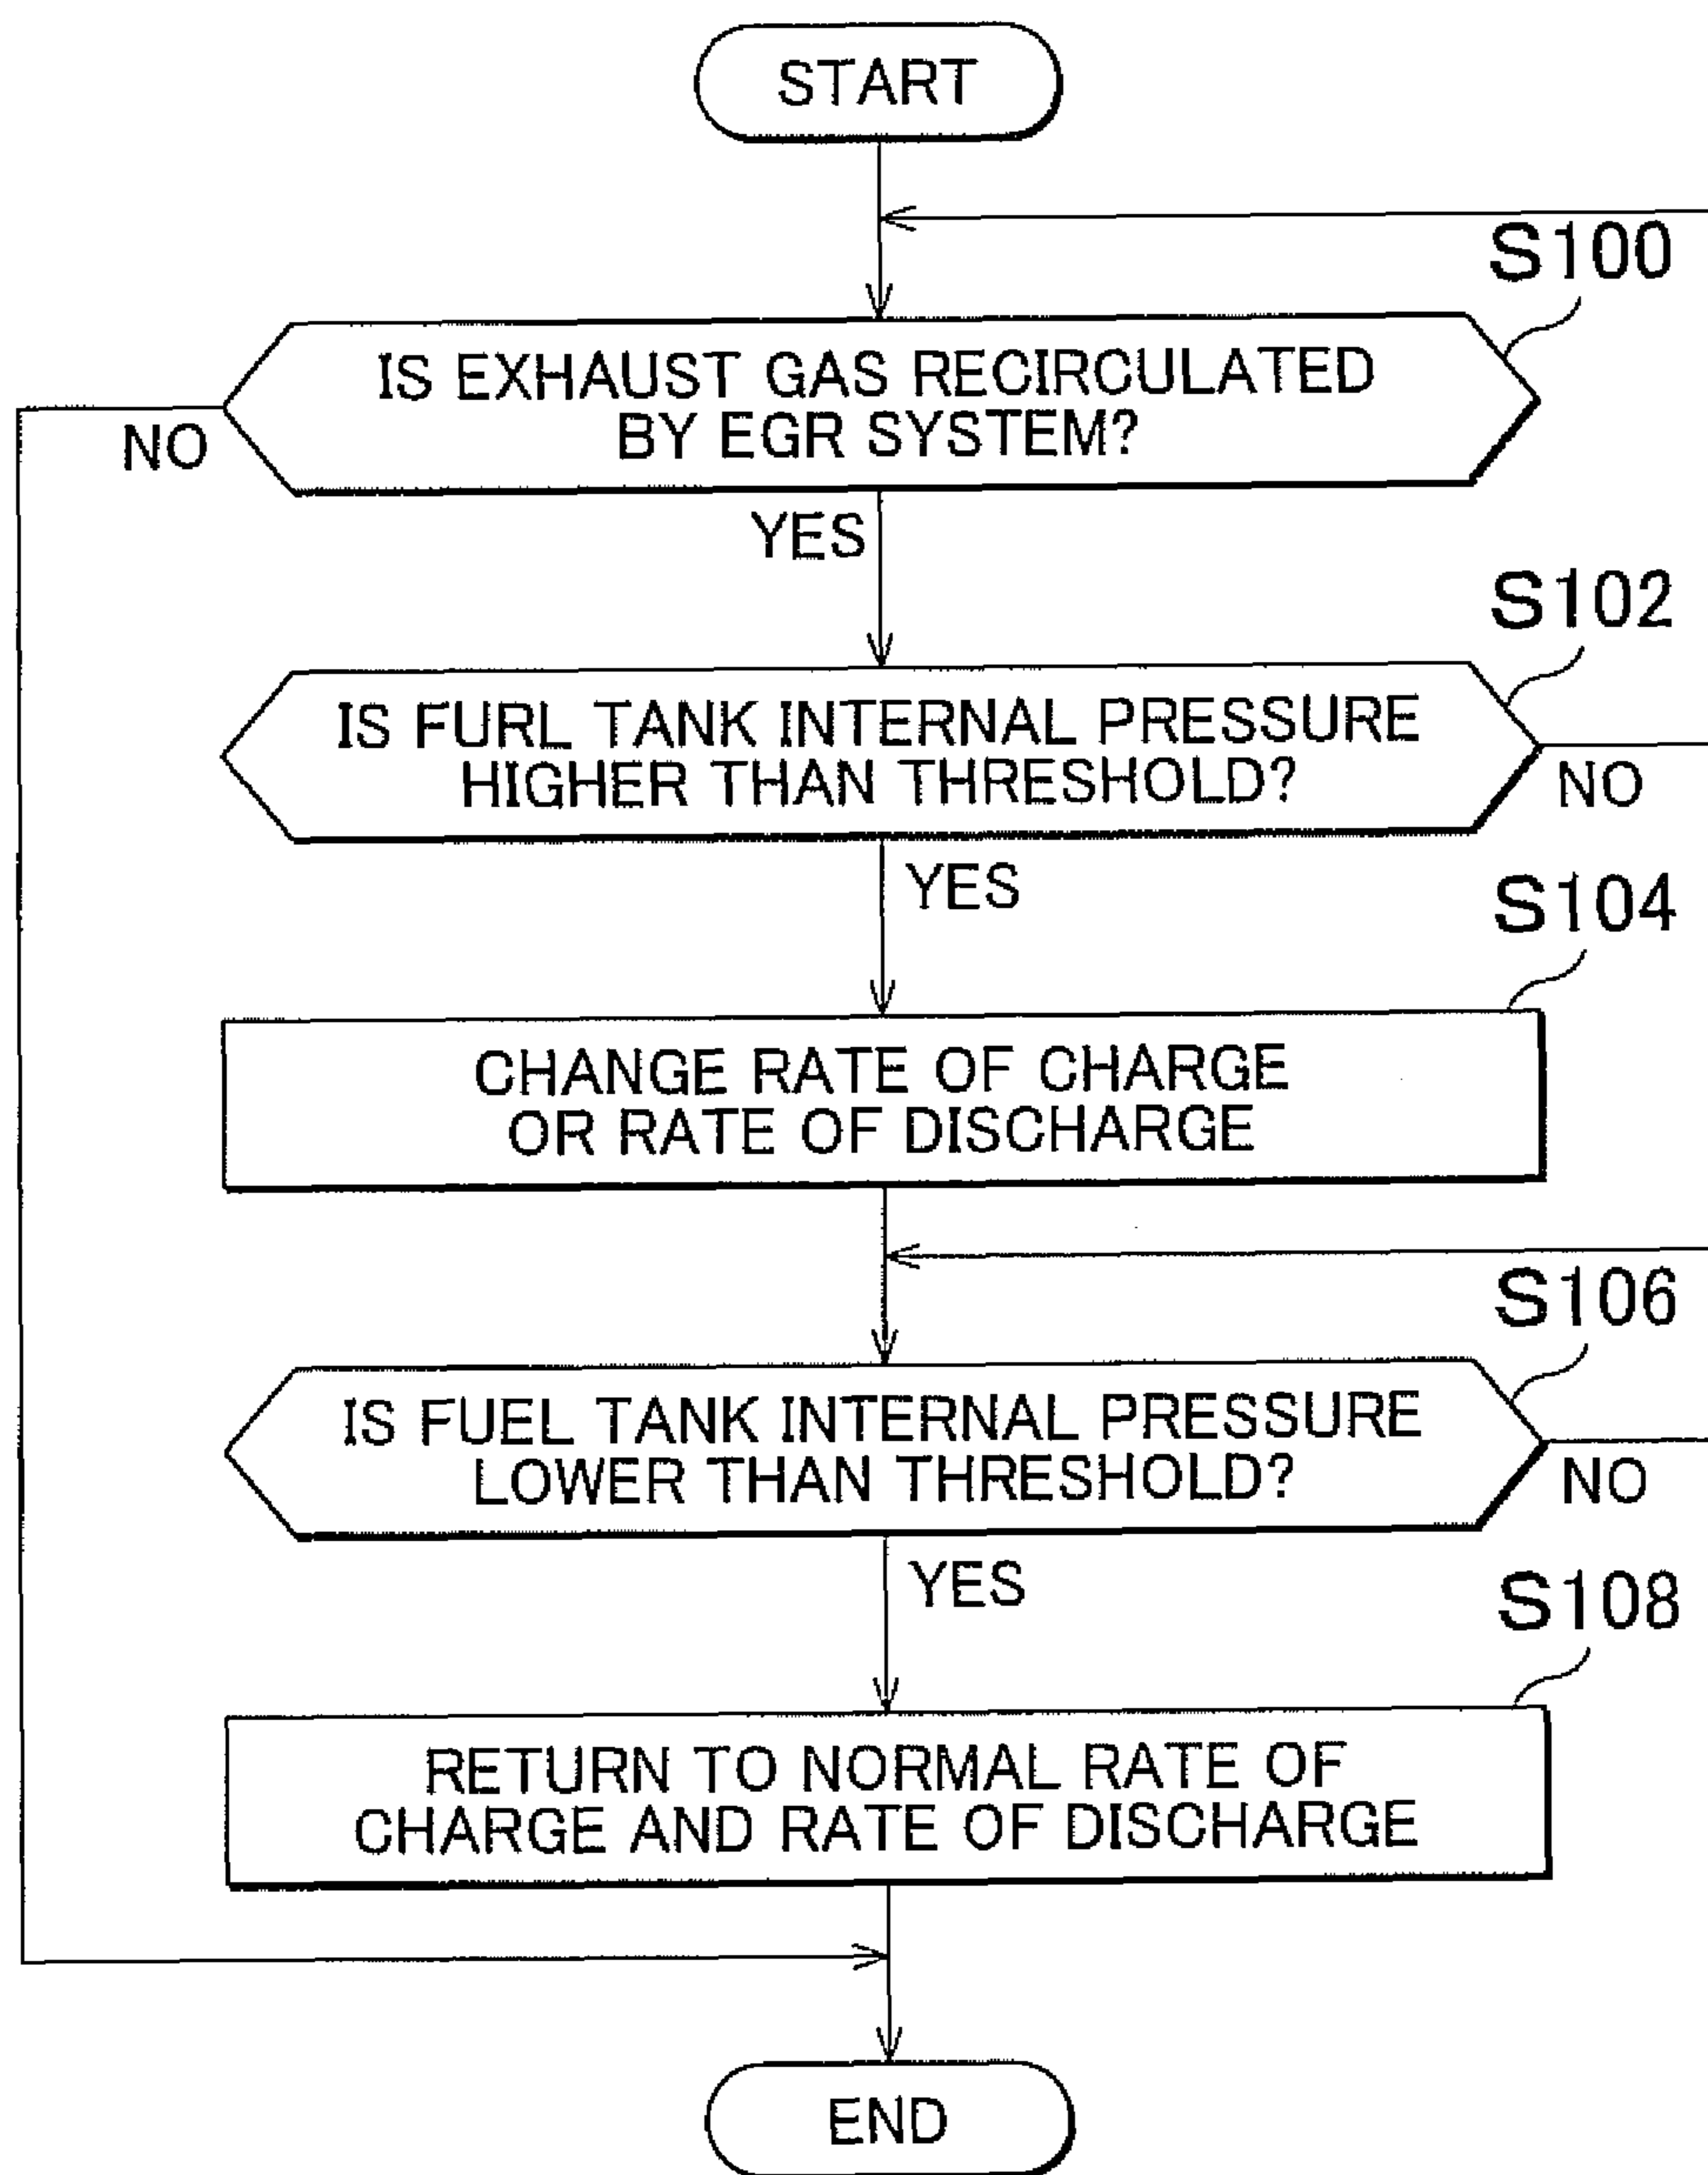 START
S100
IS EXHAUST GAS RECIRCULATED
BY EGR SYSTEM?
NO
YES
S102
IS FURL TANK INTERNAL PRESSURE
HIGHER THAN THRESHOLD?
NO
YES
S104
CHANGE RATE OF CHARGE
OR RATE OF DISCHARGE
S106
IS FUEL TANK INTERNAL PRESSURE
LOWER THAN THRESHOLD?
NO
YES
S108
RETURN TO NORMAL RATE OF
CHARGE AND RATE OF DISCHARGE
END